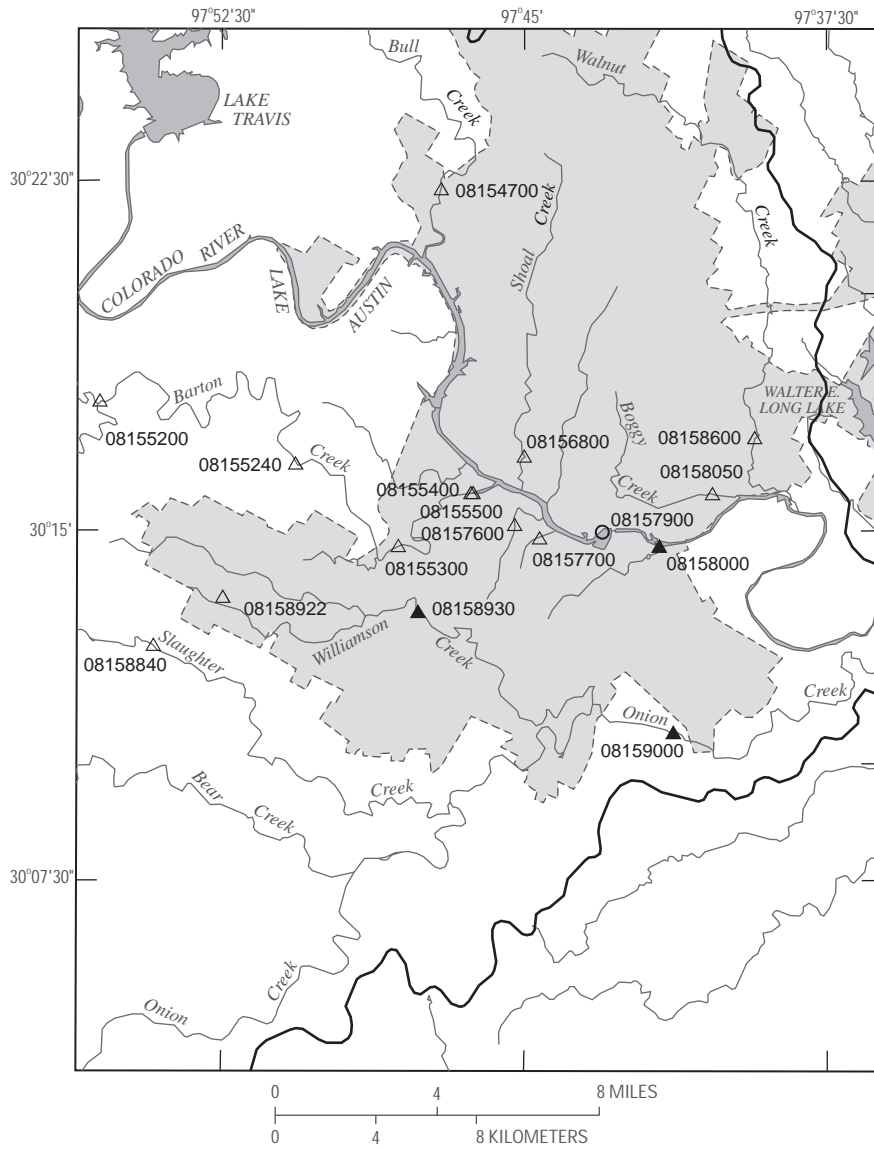 97°52'30"
97°45'
97°37'30"
Bull
Creek
Walnut
LAKE
TRAVIS
30°22'30"
08154700
Shoal Creek
Creek
COLORADO RIVER
LAKE
AUSTIN
Barton
Boggy
WALTER E.
LONG LAKE
08155200
08156800
08158600
08155240
Creek
08158050
08155400
Creek
08155500
08157900
30°15'
08157600
08155300
08157700
08158000
08158922
08158930
Williamson
Creek
Slaughter
08158840
Creek
Onion
08159000
Bear
Creek
Creek
30°07'30"
Creek
Onion
0 4 8 MILES
0 4 8 KILOMETERS